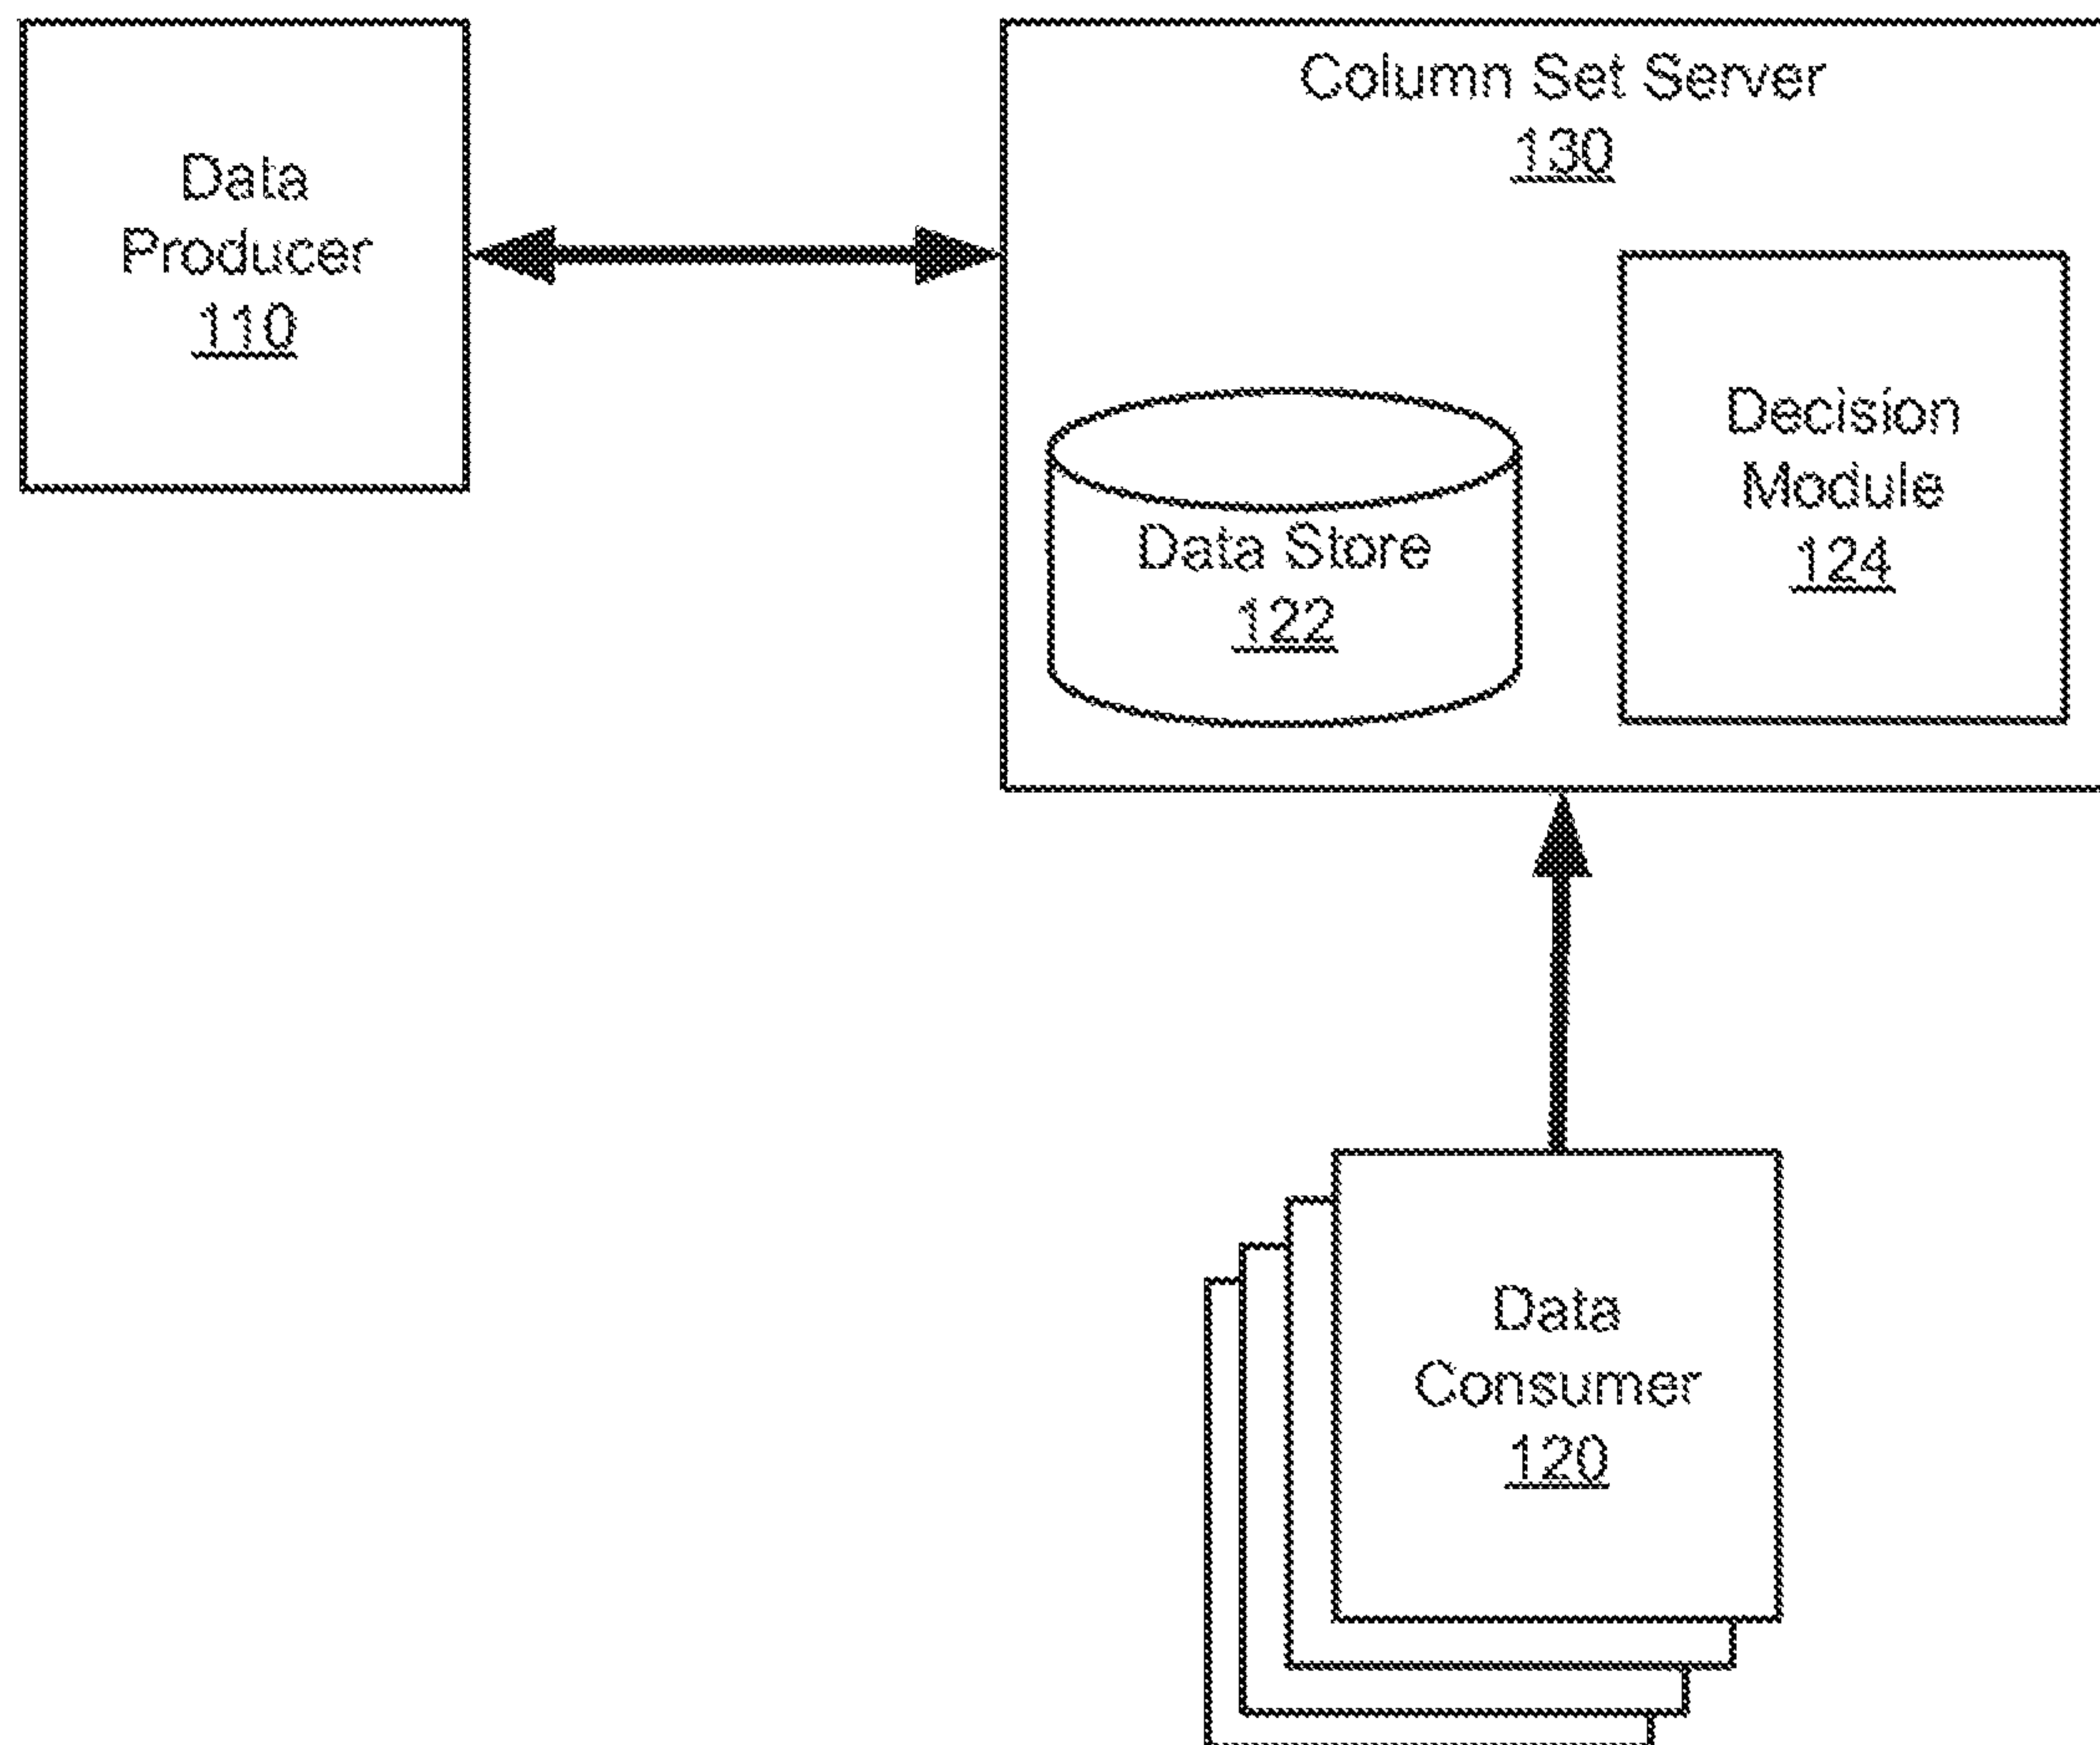 Data
Producer
110
Column Set Server
130
Data Store
122
Decision
Module
124
Data
Consumer
120